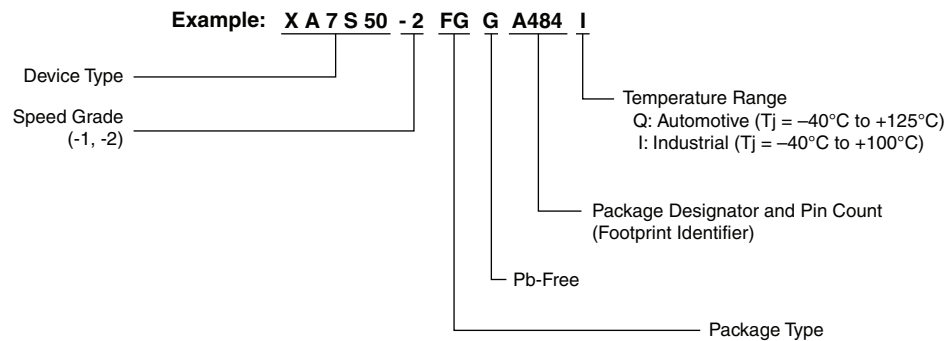 Example: X A 7 S 50 - 2 FG G A484 I
Device Type
Speed Grade
(-1, -2)
Temperature Range
Q: Automotive (Tj = –40°C to +125°C)
I: Industrial (Tj = –40°C to +100°C)
Package Designator and Pin Count
(Footprint Identifier)
Pb-Free
Package Type